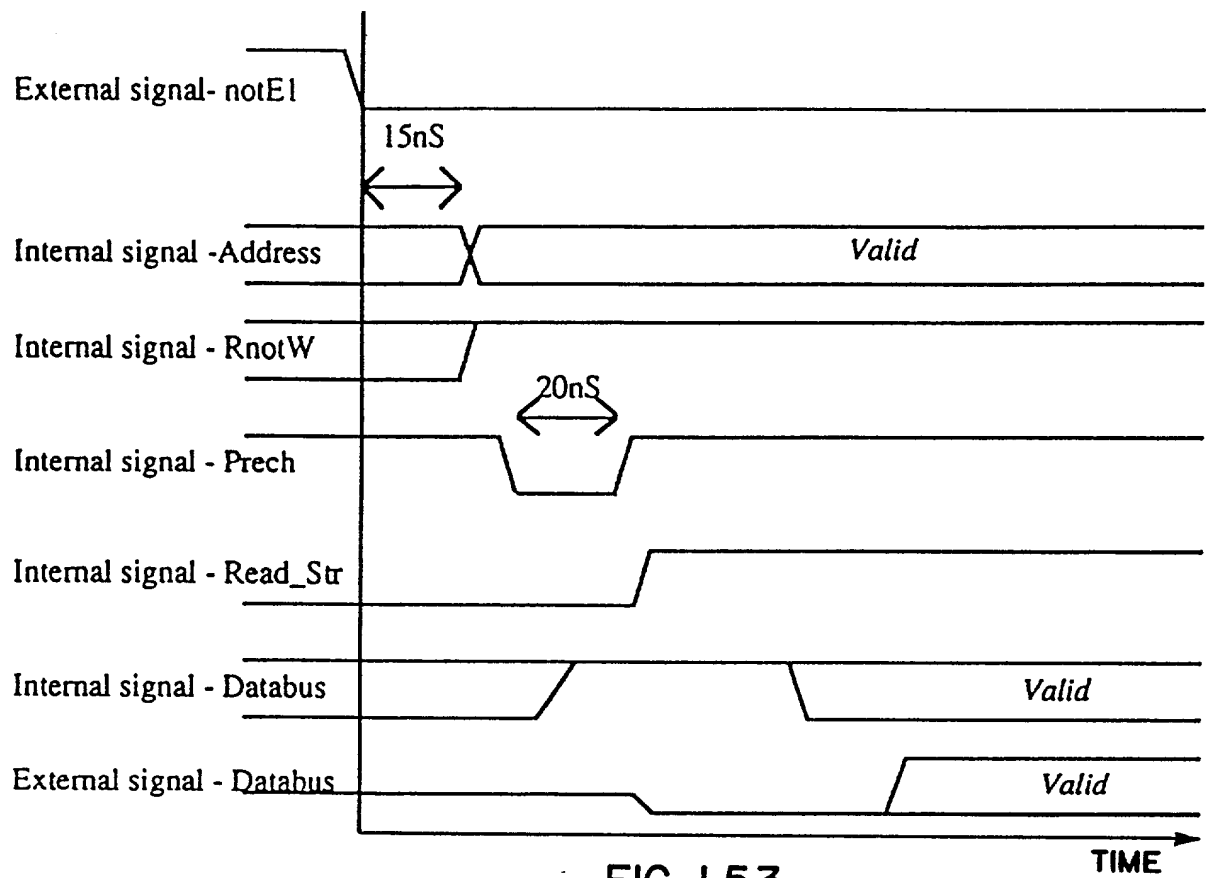 External signal- notE1
15nS
Internal signal -Address
Valid
Internal signal - RnotW
20nS
Internal signal - Prech
Internal signal - Read_Str
Internal signal - Databus
Valid
External signal - Databus
Valid
TIME